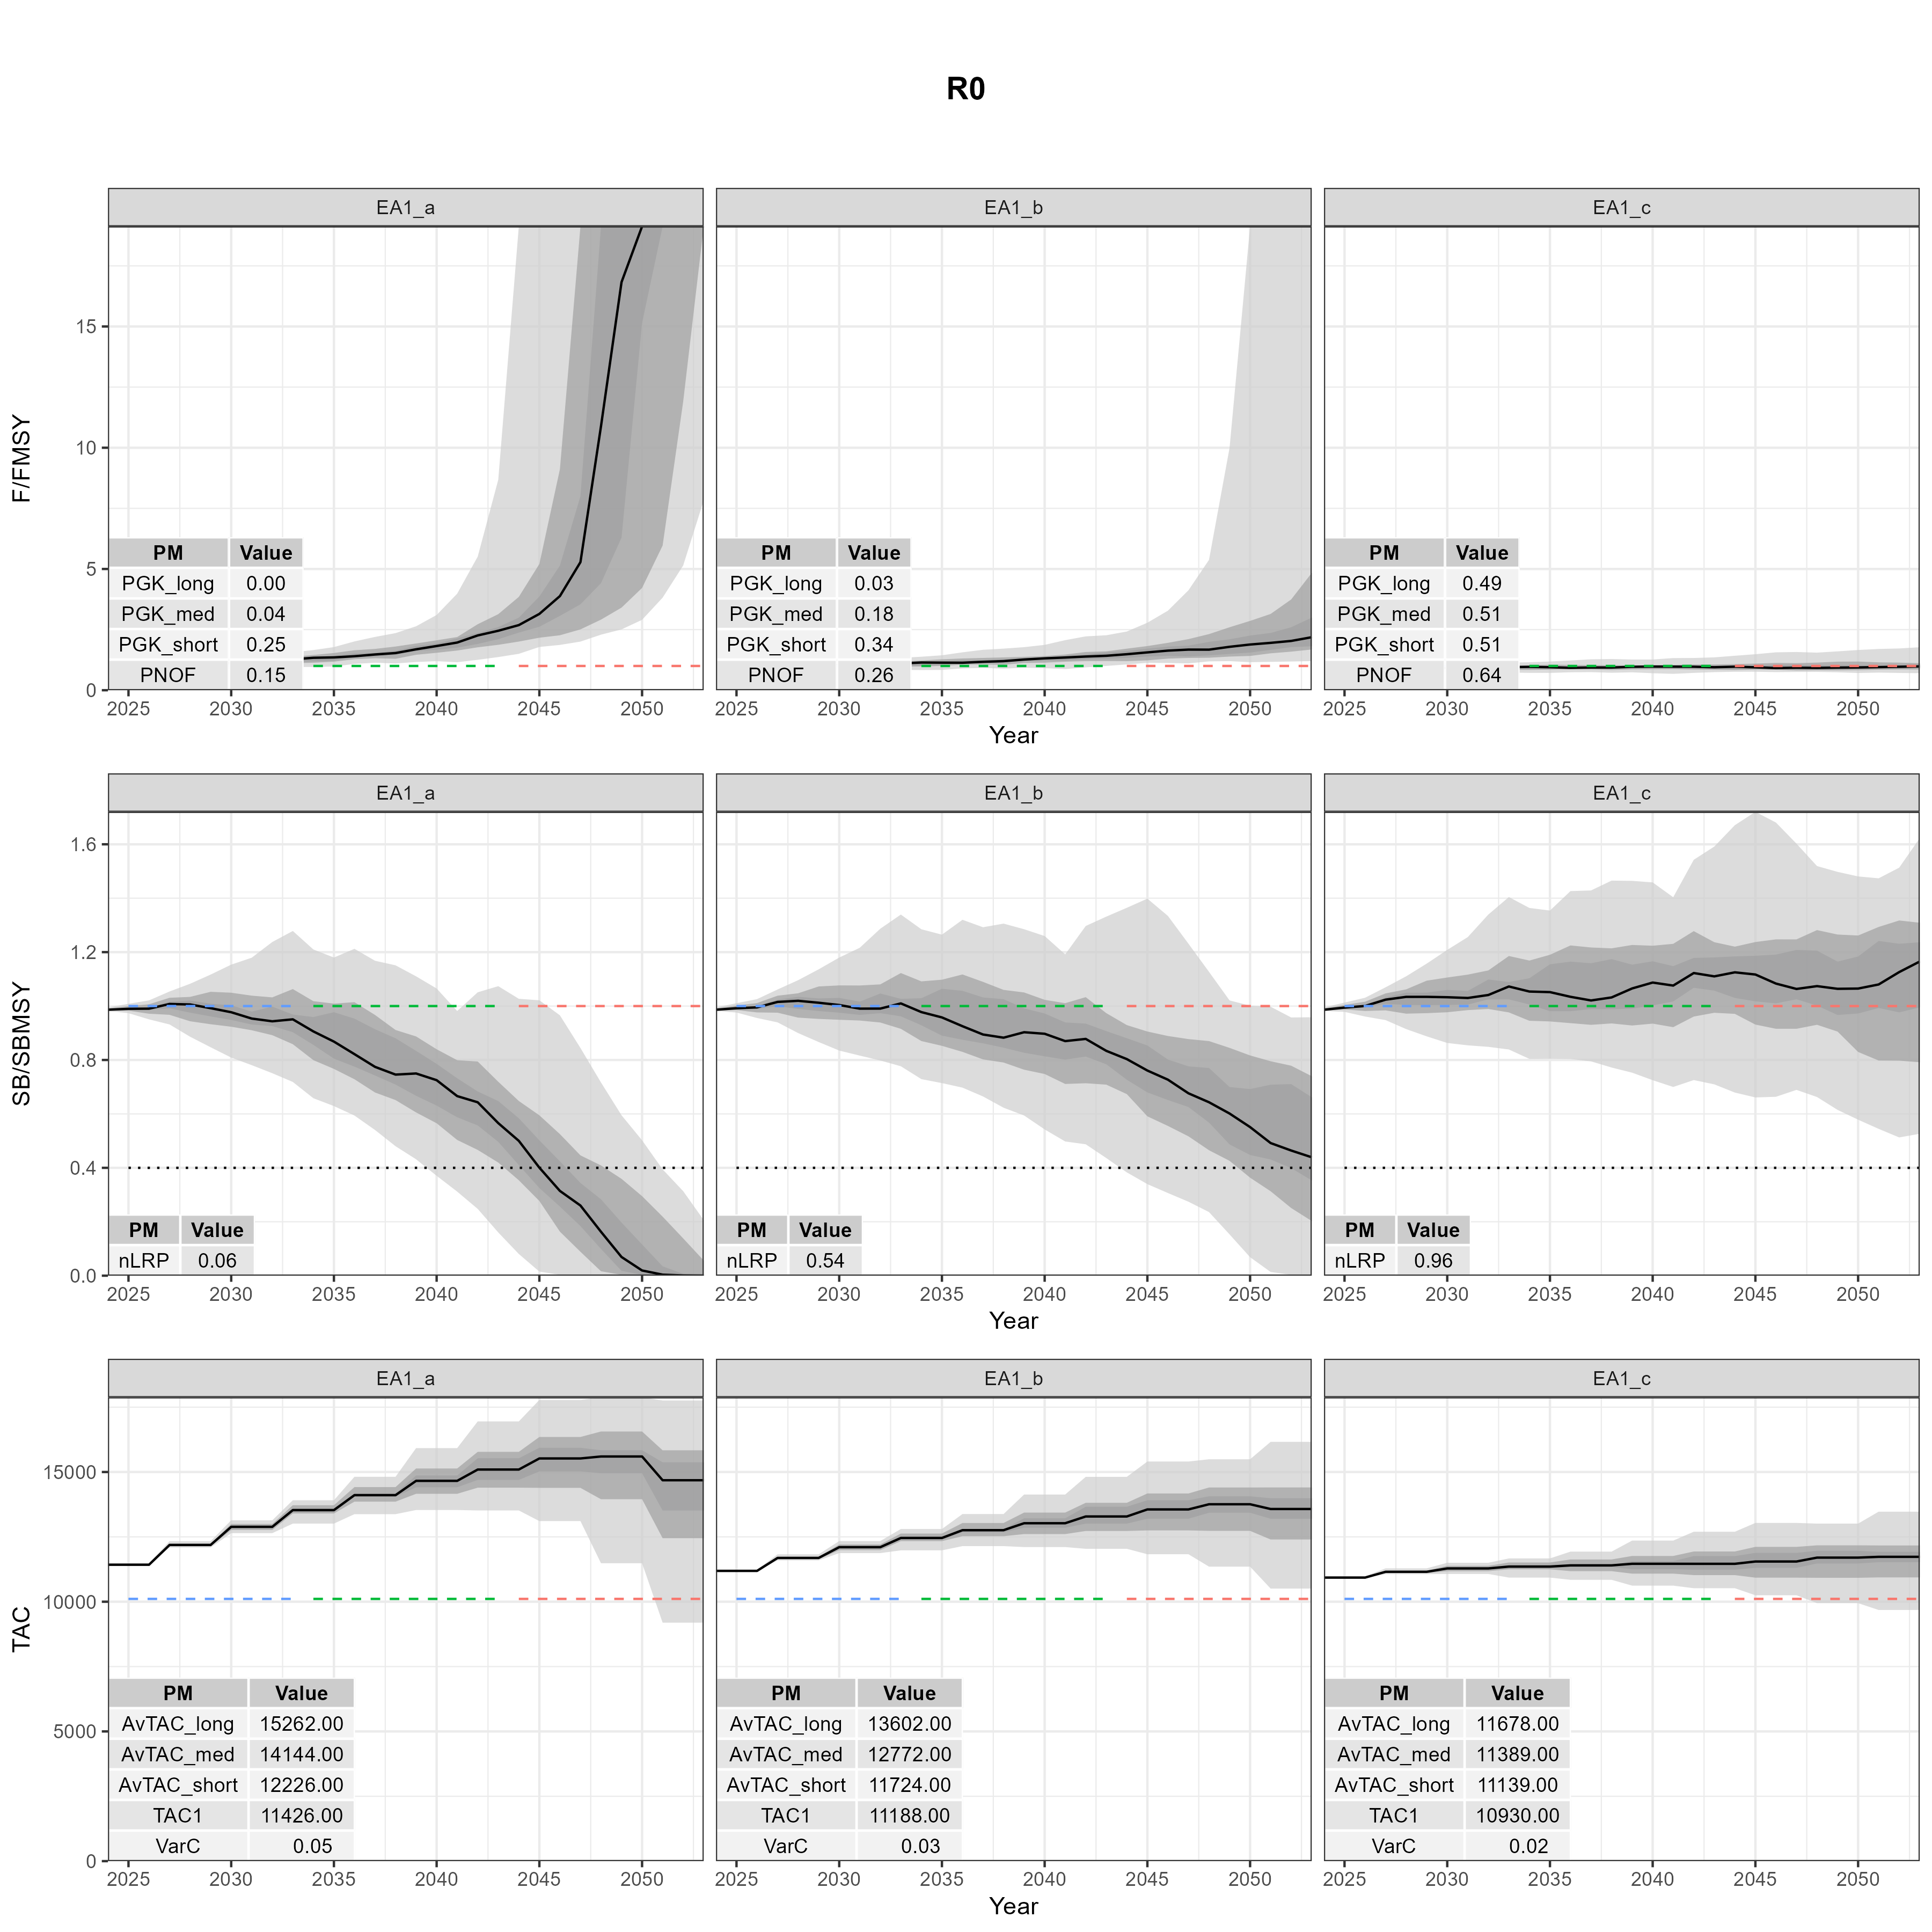 R0
EA1_a EA1_b EA1_c
F/FMSY
15
10
5
0
PM Value
PGK_long 0.00
PGK_med 0.04
PGK_short 0.25
PNOF 0.15
PM Value
PGK_long 0.03
PGK_med 0.18
PGK_short 0.34
PNOF 0.26
PM Value
PGK_long 0.49
PGK_med 0.51
PGK_short 0.51
PNOF 0.64
2025 2030 2035 2040 2045 2050 2025 2030 2035 2040 2045 2050 2025 2030 2035 2040 2045 2050
Year
EA1_a EA1_b EA1_c
SB/SBMSY
1.6
1.2
0.8
0.4
0.0
PM Value
nLRP 0.06
PM Value
nLRP 0.54
PM Value
nLRP 0.96
2025 2030 2035 2040 2045 2050 2025 2030 2035 2040 2045 2050 2025 2030 2035 2040 2045 2050
Year
EA1_a EA1_b EA1_c
TAC
15000
10000
5000
0
PM Value
AvTAC_long 15262.00
AvTAC_med 14144.00
AvTAC_short 12226.00
TAC1 11426.00
VarC 0.05
PM Value
AvTAC_long 13602.00
AvTAC_med 12772.00
AvTAC_short 11724.00
TAC1 11188.00
VarC 0.03
PM Value
AvTAC_long 11678.00
AvTAC_med 11389.00
AvTAC_short 11139.00
TAC1 10930.00
VarC 0.02
2025 2030 2035 2040 2045 2050 2025 2030 2035 2040 2045 2050 2025 2030 2035 2040 2045 2050
Year